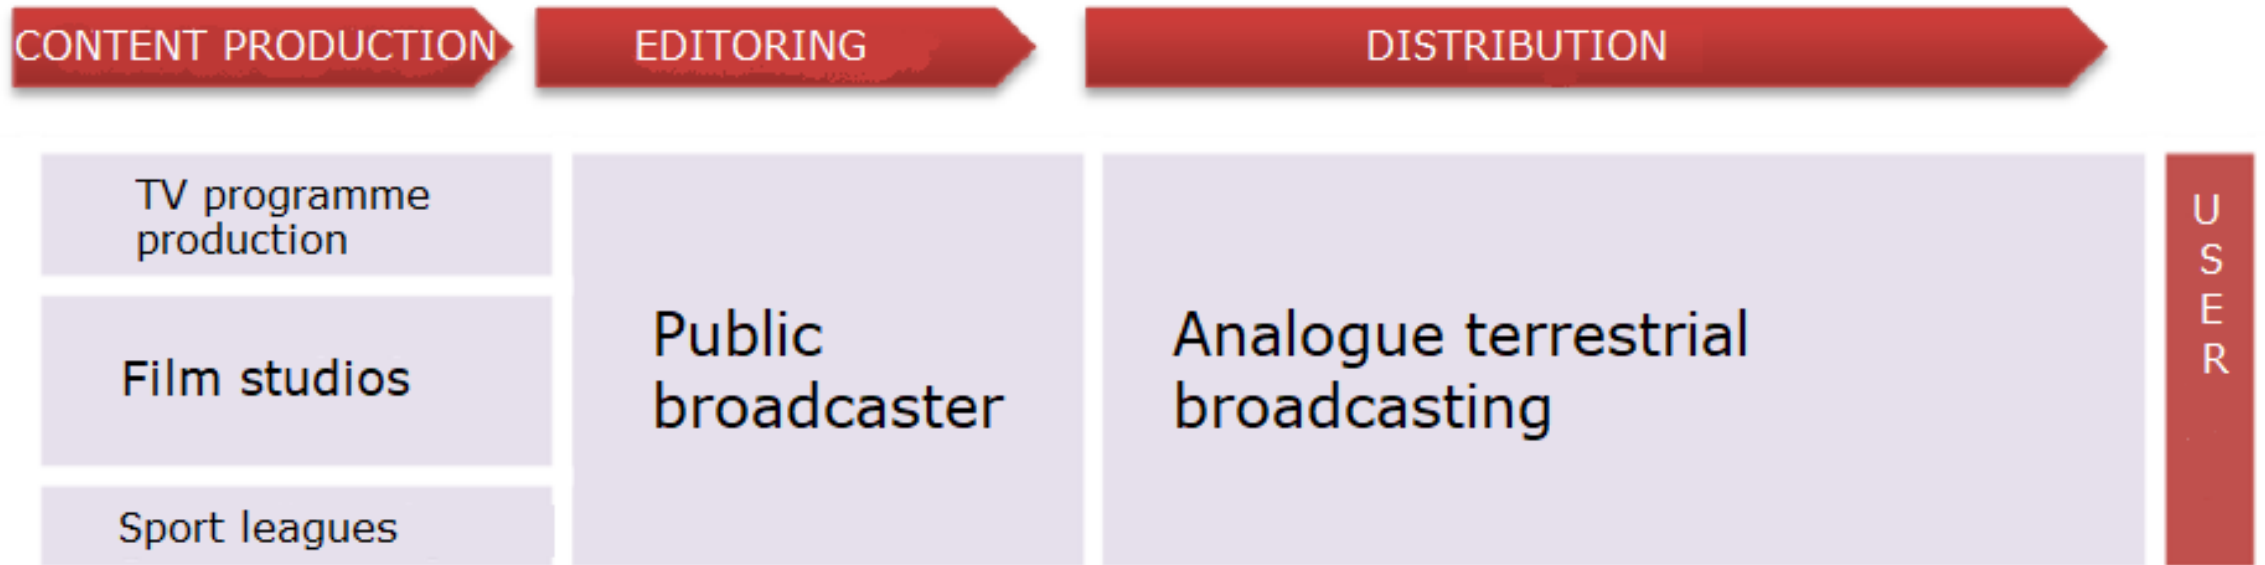 CONTENT PRODUCTION
EDITORING
DISTRIBUTION
TV programme
production
Film studios
Sport leagues
Public
broadcaster
Analogue terrestrial
broadcasting
U
S
E
R